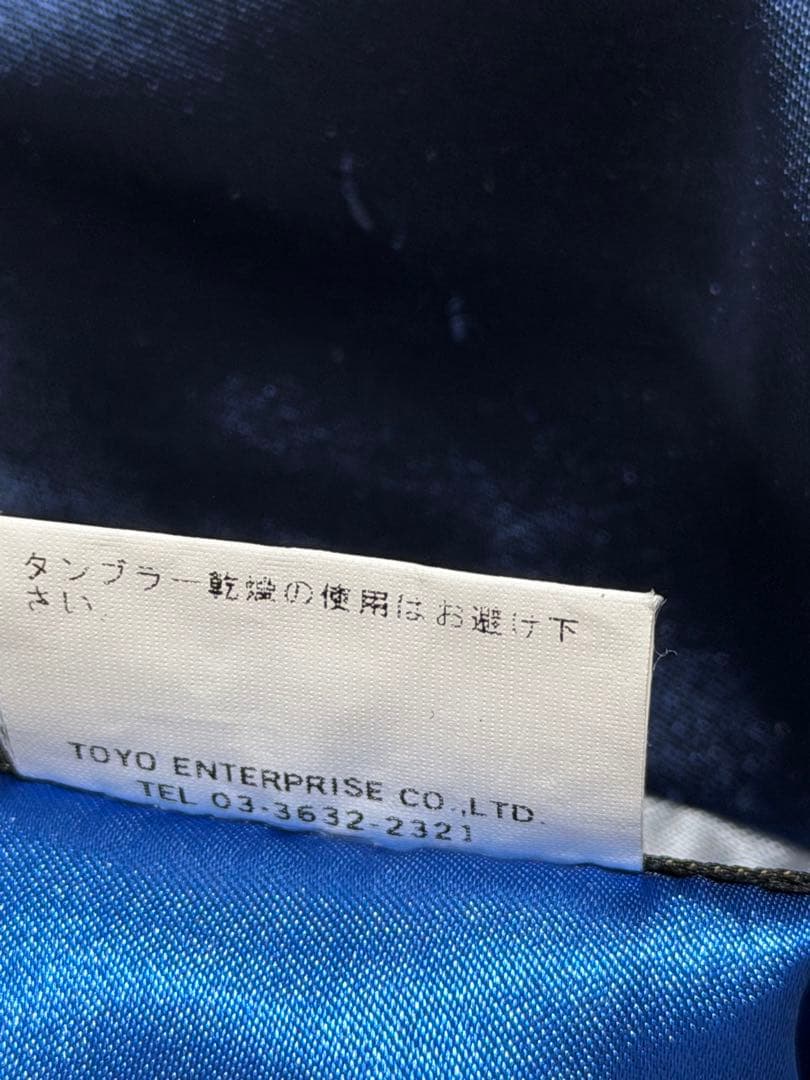 タンブラー乾燥の使用はお避け下
さい
TOYO ENTERPRISE CO.,LTD.
TEL 03-3632-2321